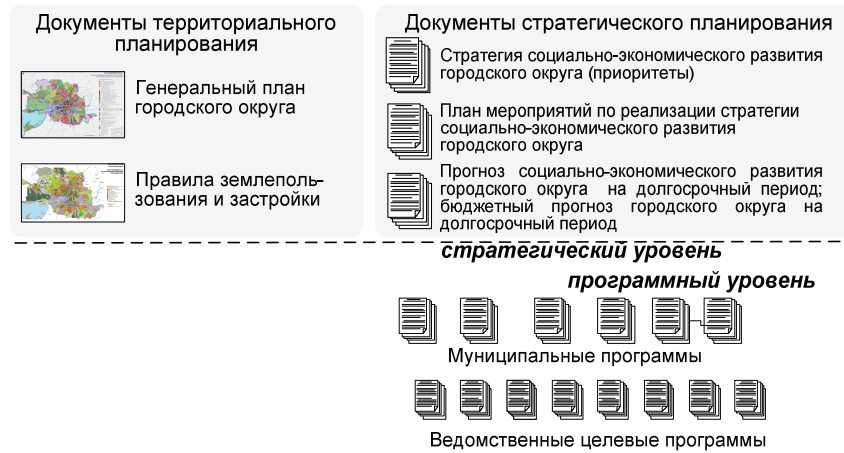 Документы территориального
планирования
Генеральный план
городского округа
Правила землеполь-
зования и застройки
Документы стратегического планирования
Стратегия социально-экономического развития
городского округа (приоритеты)
План мероприятий по реализации стратегии
социально-экономического развития
городского округа
Прогноз социально-экономического развития
городского округа на долгосрочный период;
бюджетный прогноз городского округа на
долгосрочный период
стратегический уровень
программный уровень
Муниципальные программы
Ведомственные целевые программы